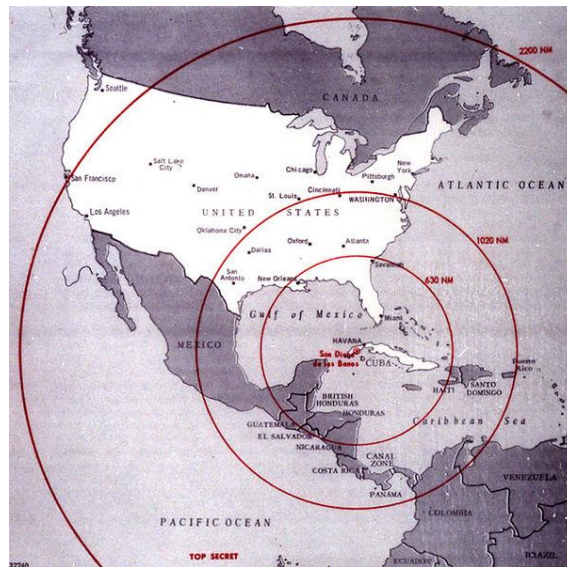 2200 NM
CANADA
Seattle
Salt Lake
City
Omaha
Chicago
Pittsburgh
New
York
San Francisco
Denver
St. Louis
Cincinnati
WASHINGTON
ATLANTIC OCEAN
Los Angeles
UNITED STATES
Oklahoma City
1020 NM
Dallas
Oxford
Atlanta
San
Antonio
New Orleans
Savannah
630 NM
Gulf of Mexico
Miami
MEXICO
HAVANA
San Diego
de los Banos
CUBA
Puerto
Rico
HAITI
SANTO
DOMINGO
BRITISH
HONDURAS
HONDURAS
GUATEMALA
EL SALVADOR
NICARAGUA
Caribbean Sea
COSTA RICA
CANAL
ZONE
PANAMA
VENEZUELA
COLOMBIA
PACIFIC OCEAN
TOP SECRET
ECUADOR
BRAZIL